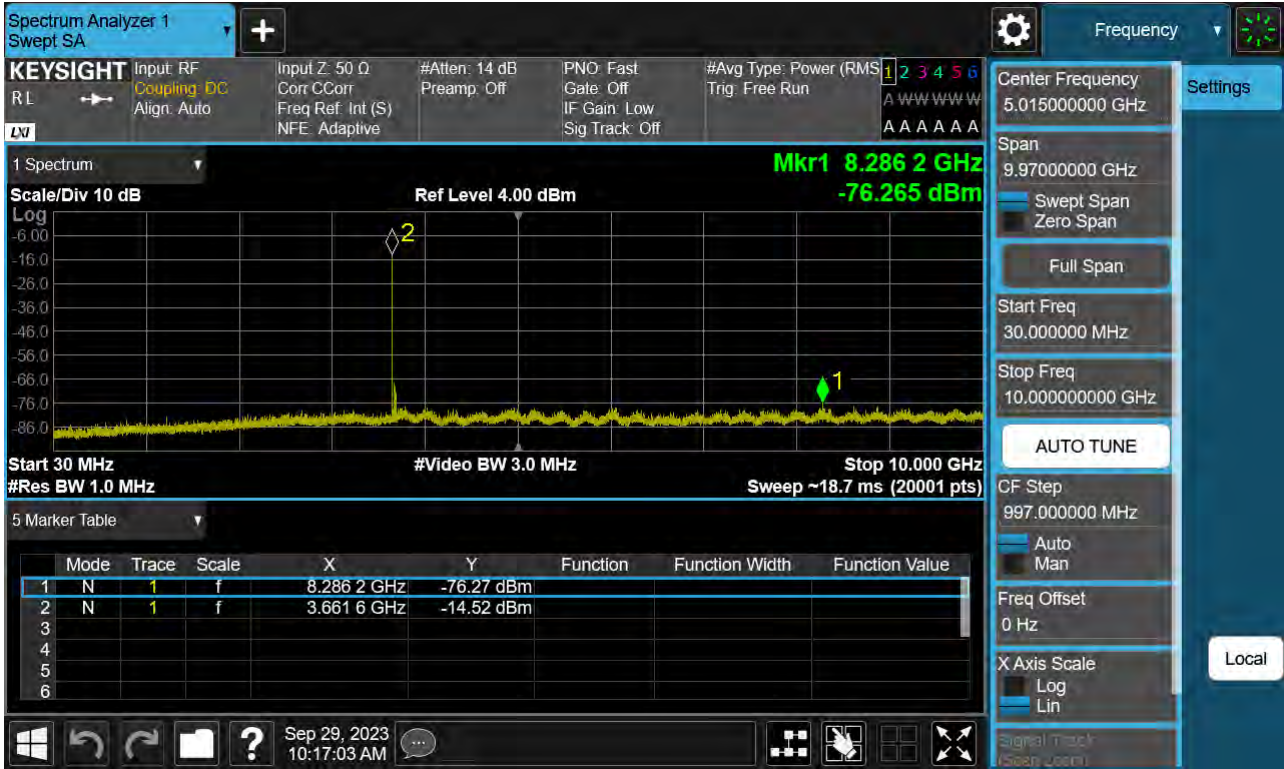 Spectrum Analyzer 1
Swept SA
+
Frequency
KEYSIGHT
Input: RF
Coupling: DC
Align: Auto
Input Z: 50 Ω
Corr CCorr
Freq Ref: Int (S)
NFE: Adaptive
#Atten: 14 dB
Preamp: Off
PNO: Fast
Gate: Off
IF Gain: Low
Sig Track: Off
#Avg Type: Power (RMS
Trig: Free Run
1 2 3 4 5 6
A W W W W W
A A A A A A
R L
LXI
1 Spectrum
Mkr1 8.286 2 GHz
-76.265 dBm
Scale/Div 10 dB
Ref Level 4.00 dBm
Log
-6.00
-16.0
-26.0
-36.0
-46.0
-56.0
-66.0
-76.0
-86.0
2
1
Start 30 MHz
#Video BW 3.0 MHz
Stop 10.000 GHz
#Res BW 1.0 MHz
Sweep ~18.7 ms (20001 pts)
5 Marker Table
Mode Trace Scale X Y Function Function Width Function Value
1 N 1 f 8.286 2 GHz -76.27 dBm
2 N 1 f 3.661 6 GHz -14.52 dBm
3
4
5
6
Sep 29, 2023
10:17:03 AM
?
Center Frequency
5.015000000 GHz
Settings
Span
9.97000000 GHz
Swept Span
Zero Span
Full Span
Start Freq
30.000000 MHz
Stop Freq
10.000000000 GHz
AUTO TUNE
CF Step
997.000000 MHz
Auto
Man
Freq Offset
0 Hz
X Axis Scale
Log
Lin
Local
Signal Track
(Span Zoom)